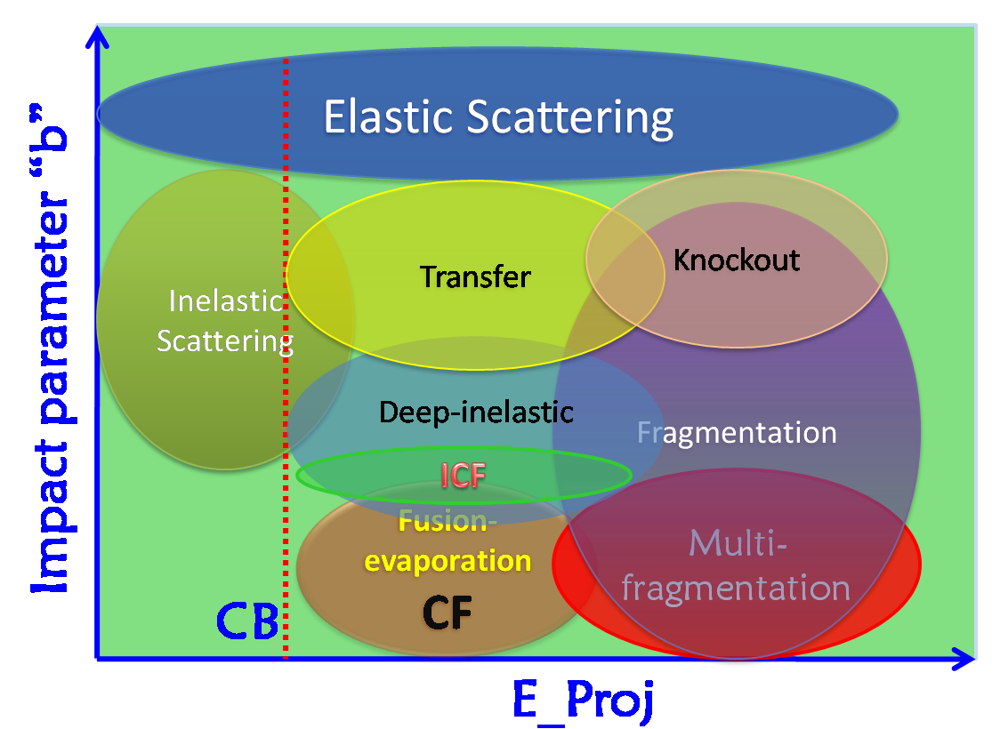 Impact parameter “b”
Elastic Scattering
Inelastic
Scattering
Transfer
Knockout
Deep-inelastic
Fragmentation
ICF
Fusion-
evaporation
CF
Multi-
fragmentation
CB
E_Proj